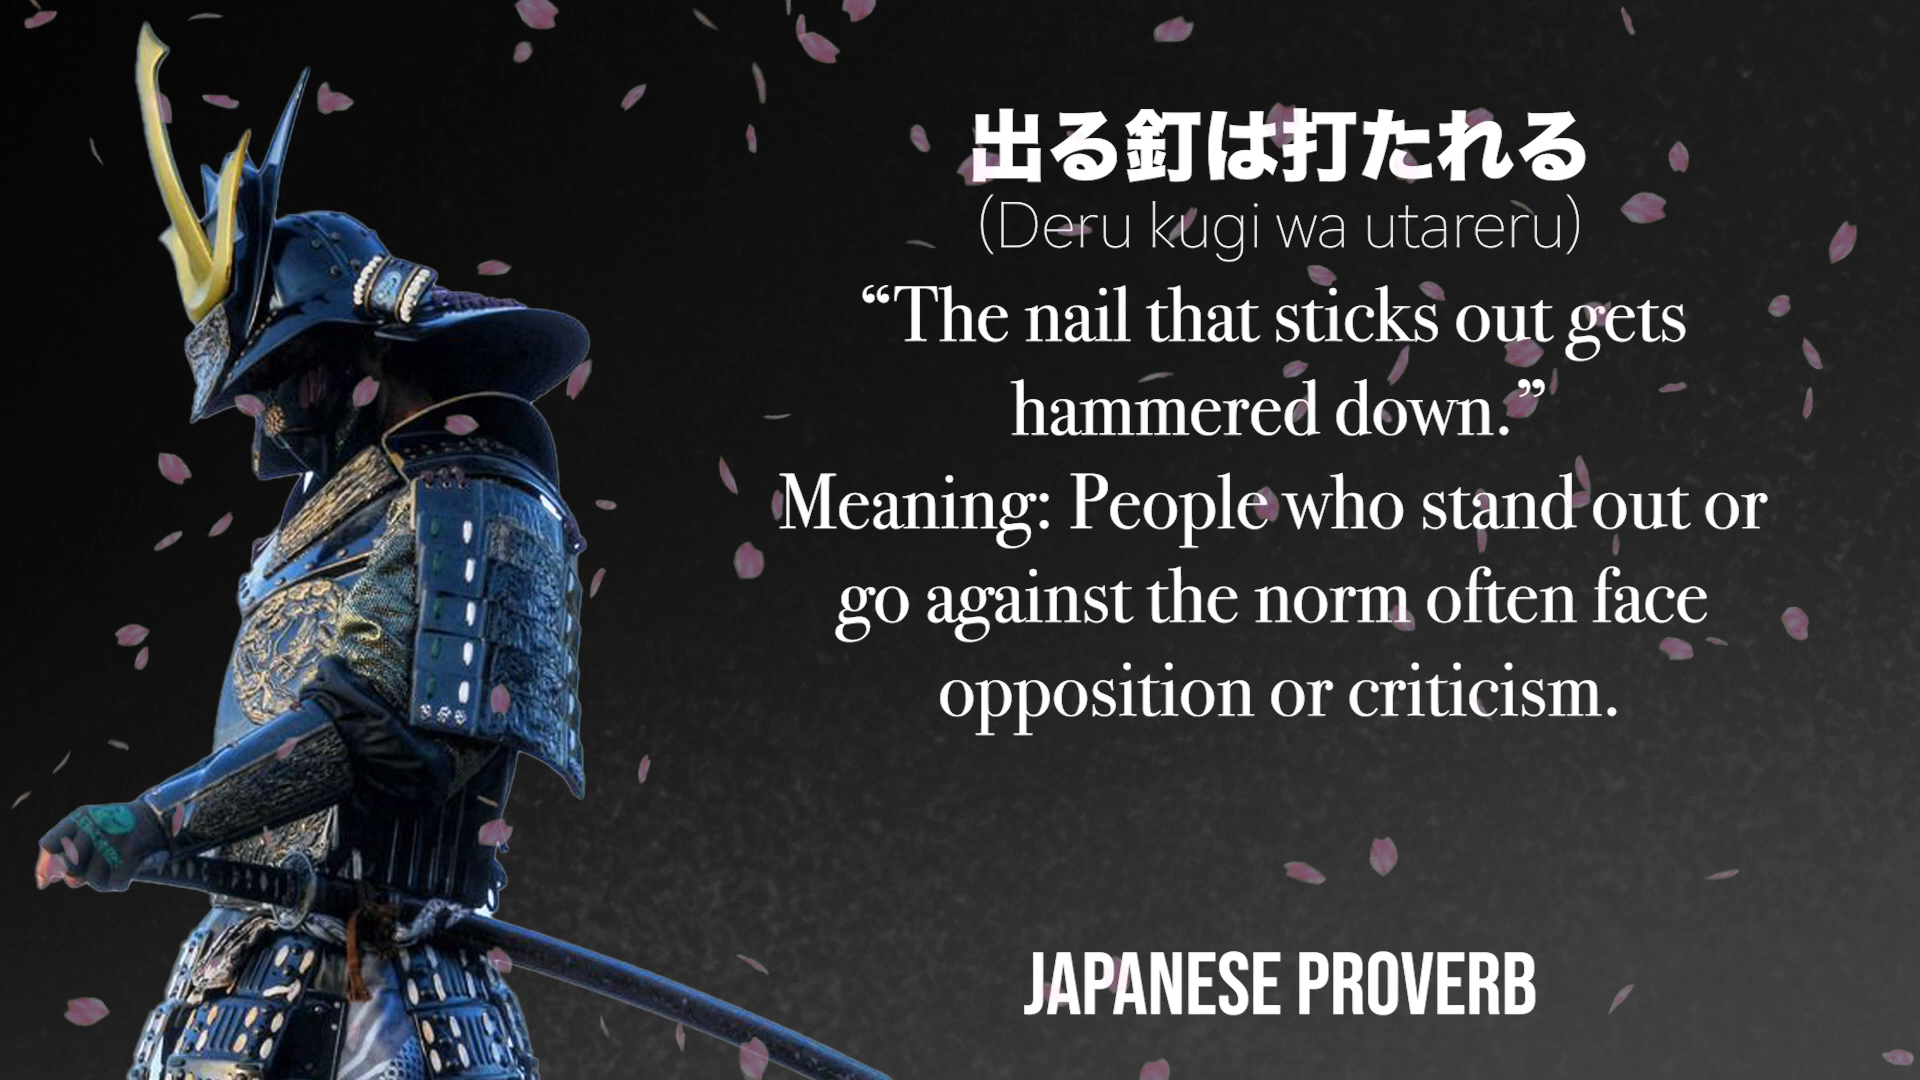 出る釘は打たれる
(Deru kugi wa utareru)
“The nail that sticks out gets
hammered down.”
Meaning: People who stand out or
go against the norm often face
opposition or criticism.
JAPANESE PROVERB